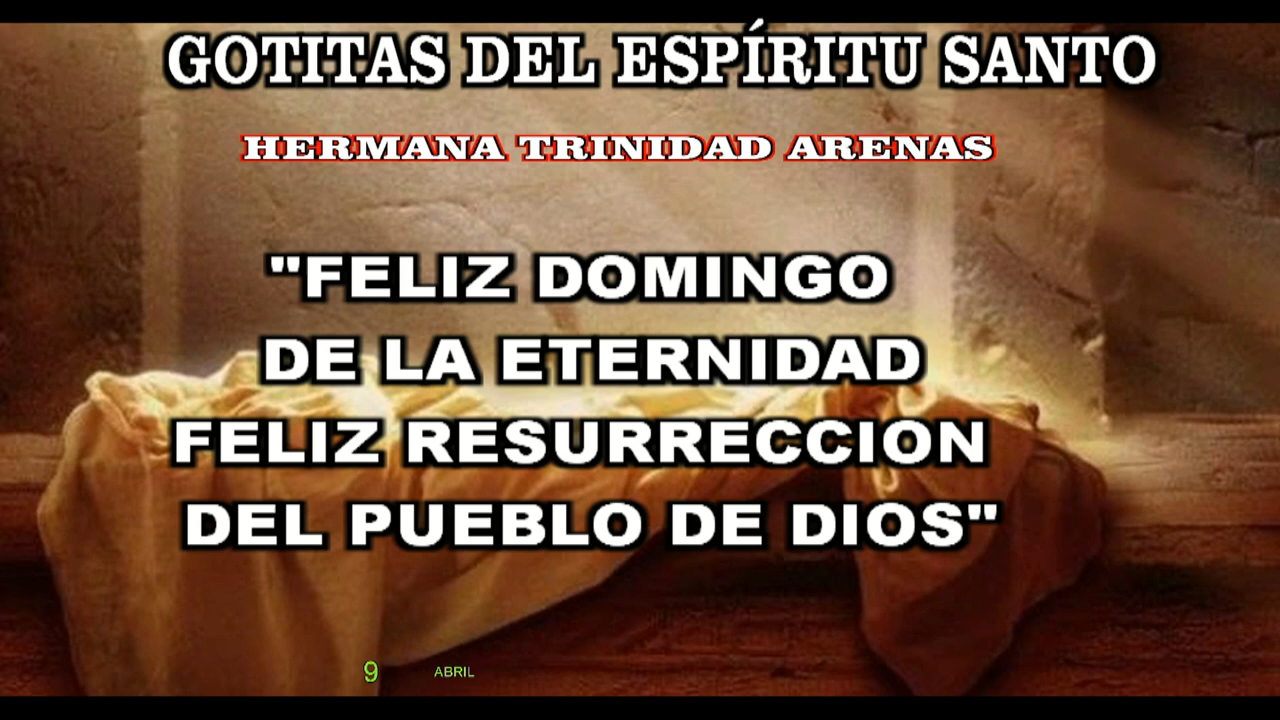 GOTITAS DEL ESPÍRITU SANTO
HERMANA TRINIDAD ARENAS
"FELIZ DOMINGO
DE LA ETERNIDAD
FELIZ RESURRECCION
DEL PUEBLO DE DIOS"
9 ABRIL